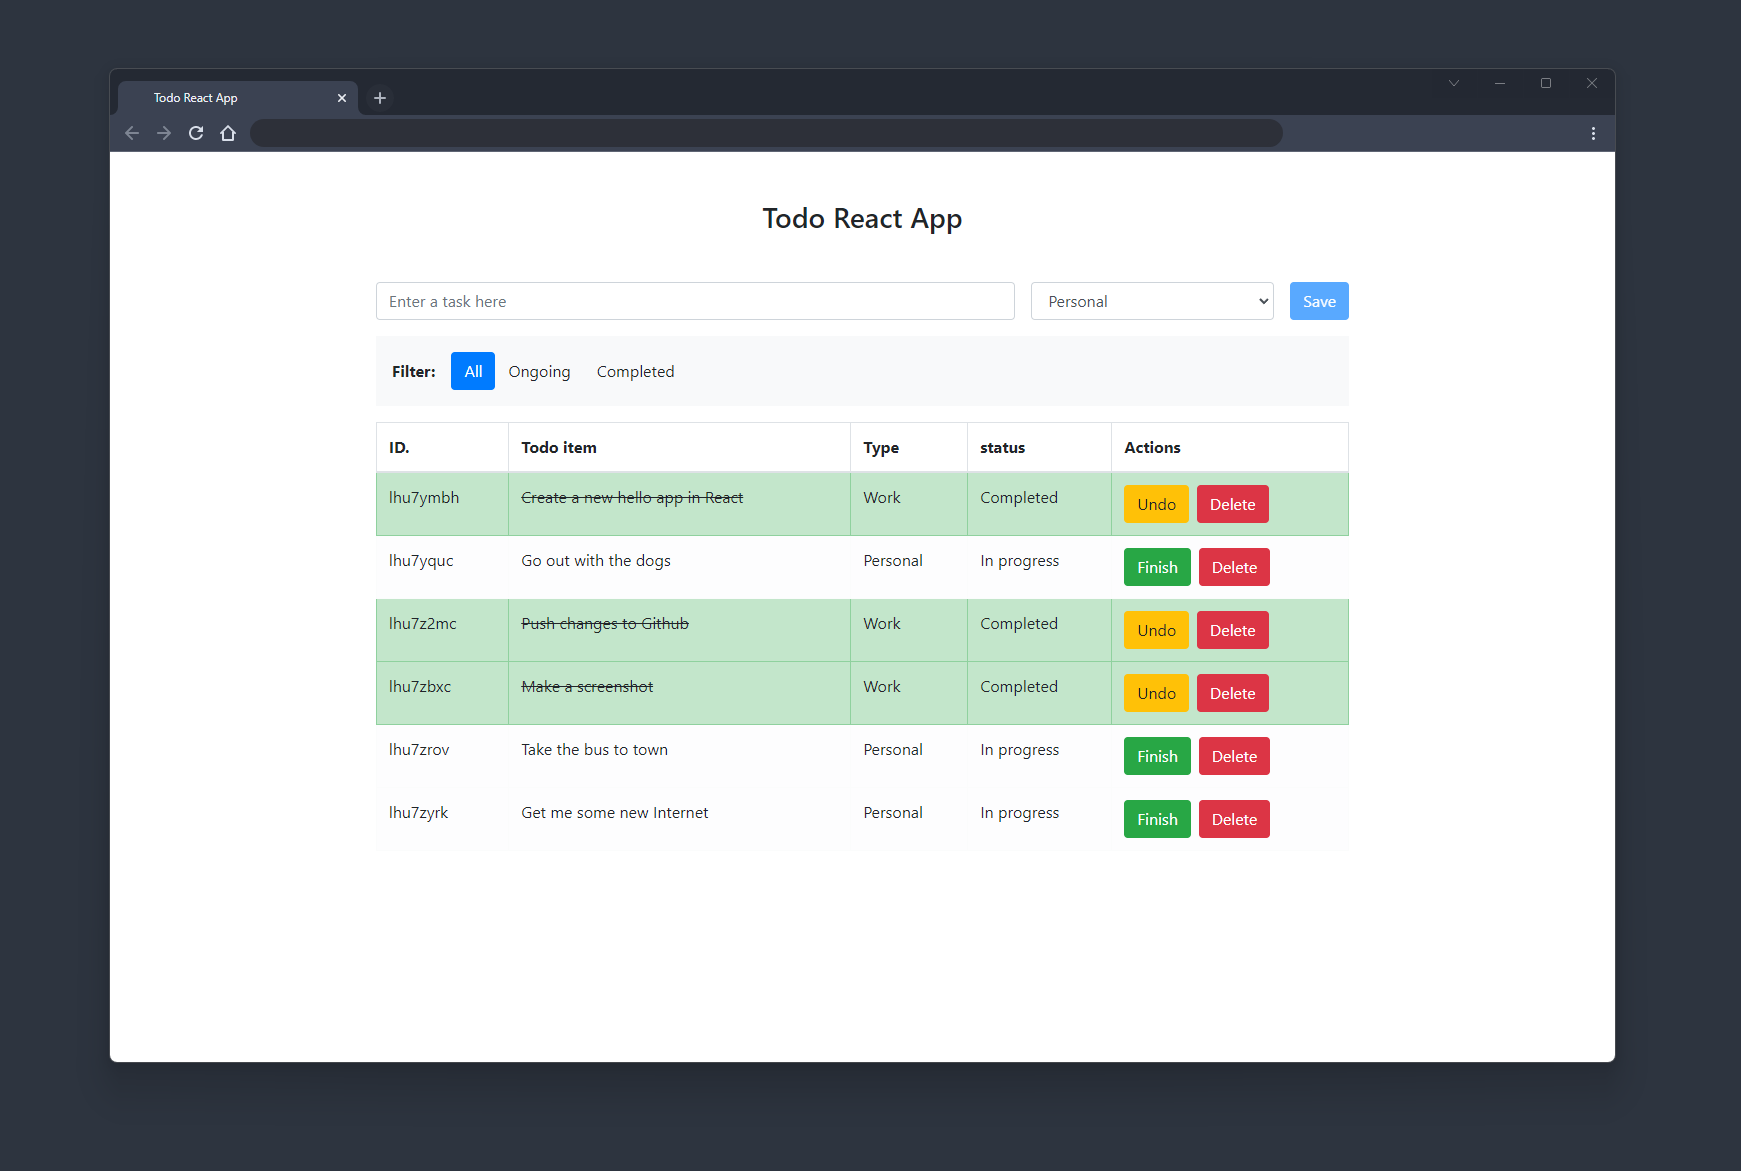 Todo React App
Todo React App
Enter a task here Personal Save
Filter: All Ongoing Completed
ID. Todo item Type status Actions
lhu7ymbh Create a new hello app in React Work Completed Undo Delete
lhu7yquc Go out with the dogs Personal In progress Finish Delete
lhu7z2mc Push changes to Github Work Completed Undo Delete
lhu7zbxc Make a screenshot Work Completed Undo Delete
lhu7zrov Take the bus to town Personal In progress Finish Delete
lhu7zyrk Get me some new Internet Personal In progress Finish Delete